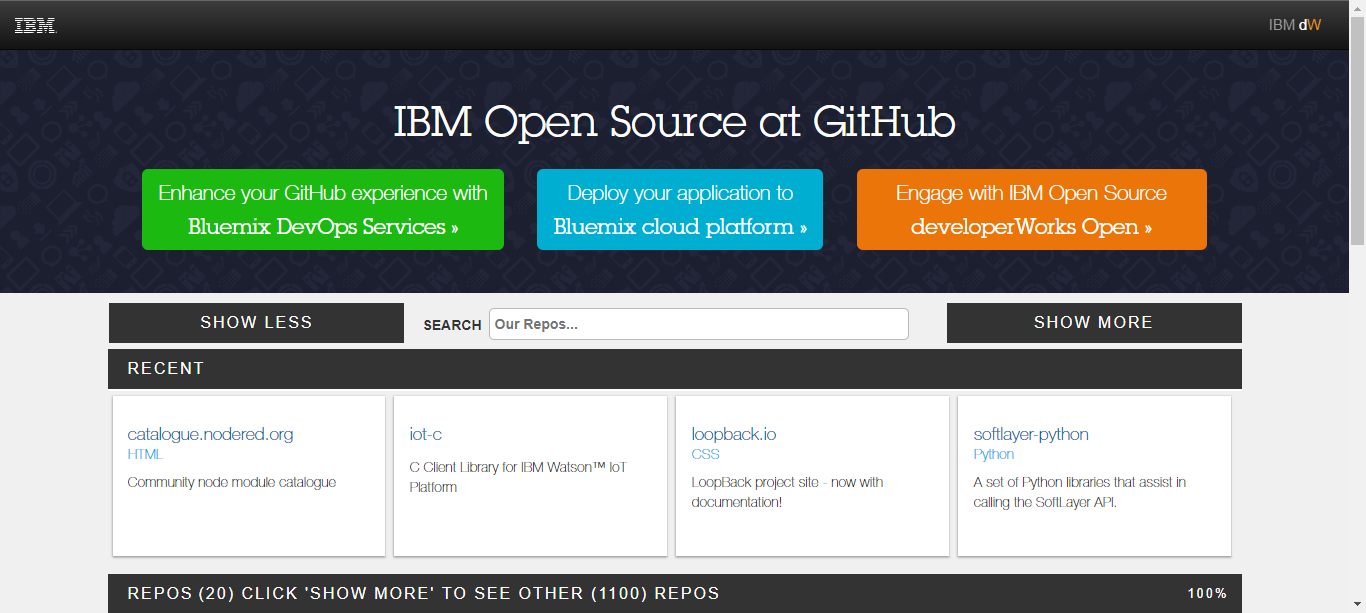 IBM
IBM dW
IBM Open Source at GitHub
Enhance your GitHub experience with
Bluemix DevOps Services »
Deploy your application to
Bluemix cloud platform »
Engage with IBM Open Source
developerWorks Open »
SHOW LESS
SEARCH
Our Repos...
SHOW MORE
RECENT
catalogue.nodered.org
HTML
Community node module catalogue
iot-c
C Client Library for IBM Watson™ IoT
Platform
loopback.io
CSS
LoopBack project site - now with
documentation!
softlayer-python
Python
A set of Python libraries that assist in
calling the SoftLayer API.
REPOS (20) CLICK 'SHOW MORE' TO SEE OTHER (1100) REPOS
100%